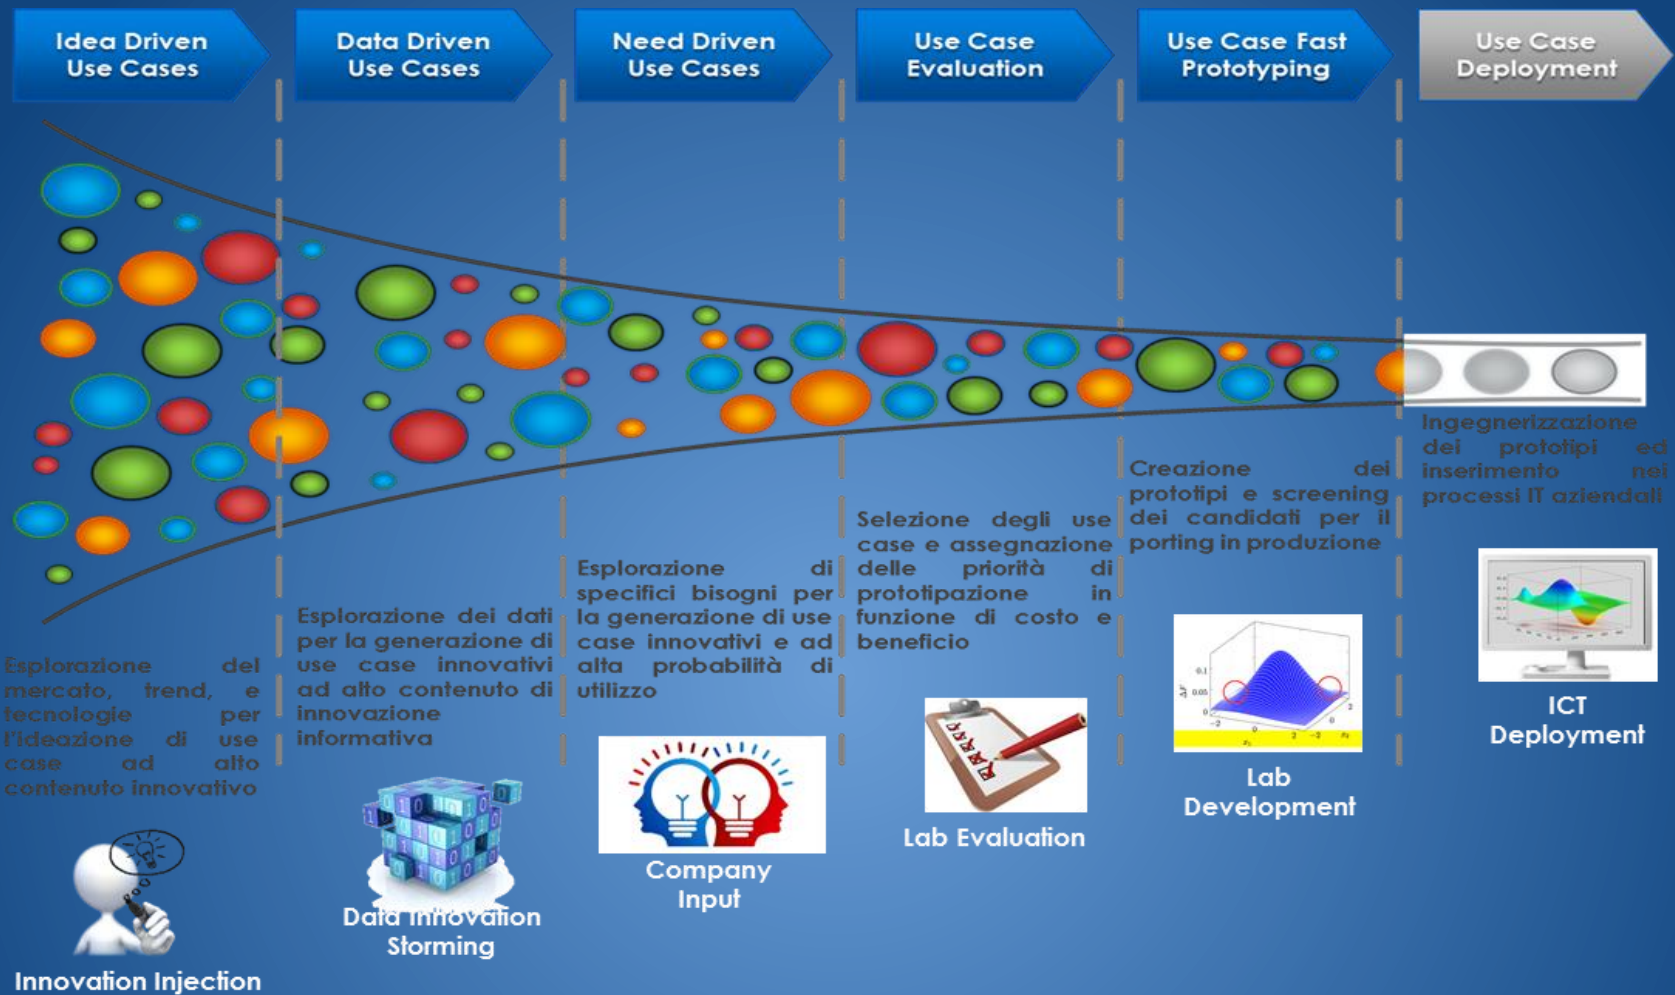 Idea Driven
Use Cases
Data Driven
Use Cases
Need Driven
Use Cases
Use Case
Evaluation
Use Case Fast
Prototyping
Use Case
Deployment
Esplorazione del
mercato, trend, e
tecnologie per
l'ideazione di use
case ad alto
contenuto innovativo
Innovation Injection
Esplorazione dei dati
per la generazione di
use case innovativi
ad alto contenuto di
innovazione
informativa
Data Innovation
Storming
Esplorazione di
specifici bisogni per
la generazione di use
case innovativi e ad
alta probabilità di
utilizzo
Company
Input
Selezione degli use
case e assegnazione
delle priorità di
prototipazione in
funzione di costo e
beneficio
Lab Evaluation
Creazione dei
prototipi e screening
dei candidati per il
porting in produzione
Lab
Development
Ingegnerizzazione
dei prototipi ed
inserimento nei
processi IT aziendali
ICT
Deployment